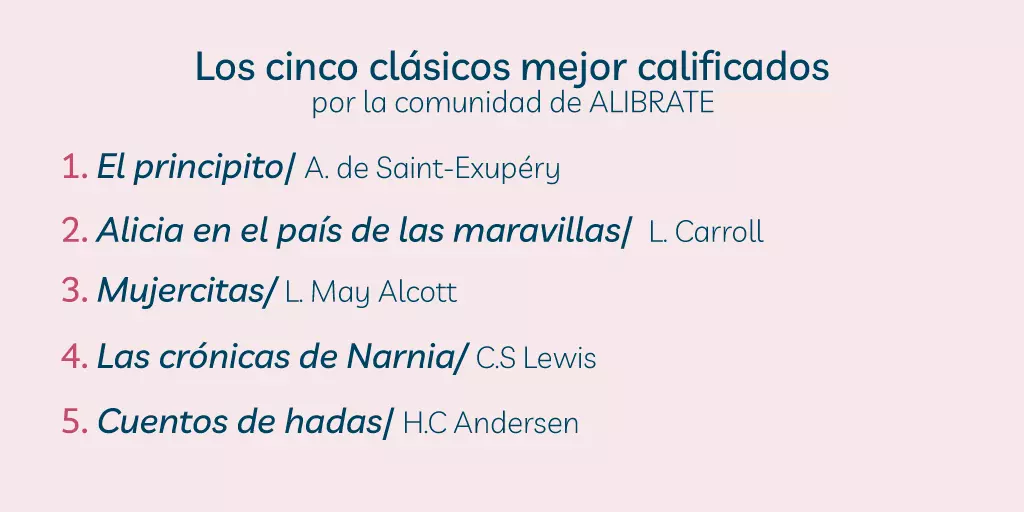 Los cinco clásicos mejor calificados
por la comunidad de ALIBRATE
1. El principito/ A. de Saint-Exupéry
2. Alicia en el país de las maravillas/ L. Carroll
3. Mujercitas/ L. May Alcott
4. Las crónicas de Narnia/ C.S Lewis
5. Cuentos de hadas/ H.C Andersen